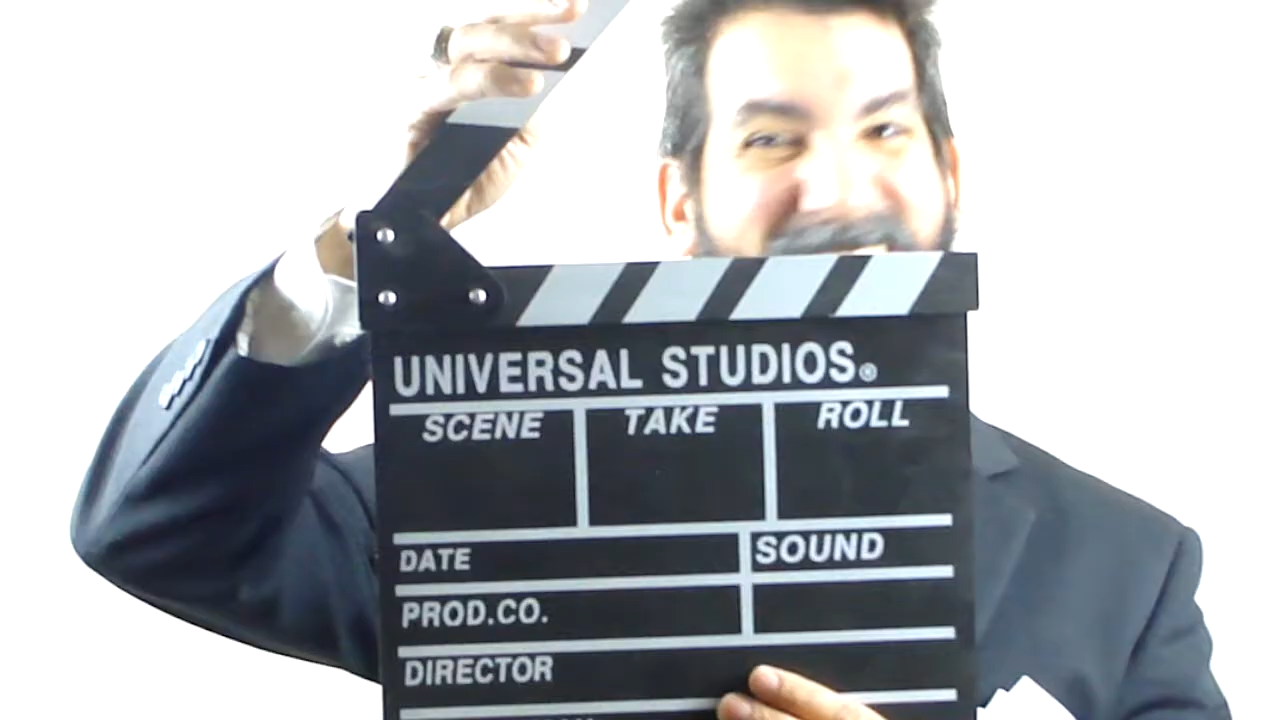 UNIVERSAL STUDIOS®
SCENE TAKE ROLL
DATE SOUND
PROD.CO.
DIRECTOR